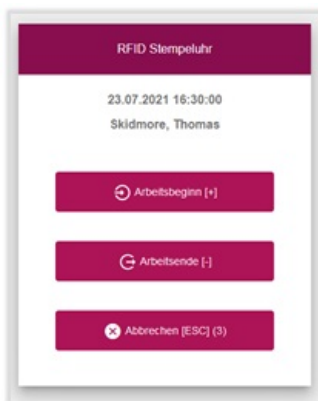 RFID Stempeluhr
23.07.2021 16:30:00
Skidmore, Thomas
Arbeitsbeginn [+]
Arbeitsende [-]
Abbrechen [ESC] (3)